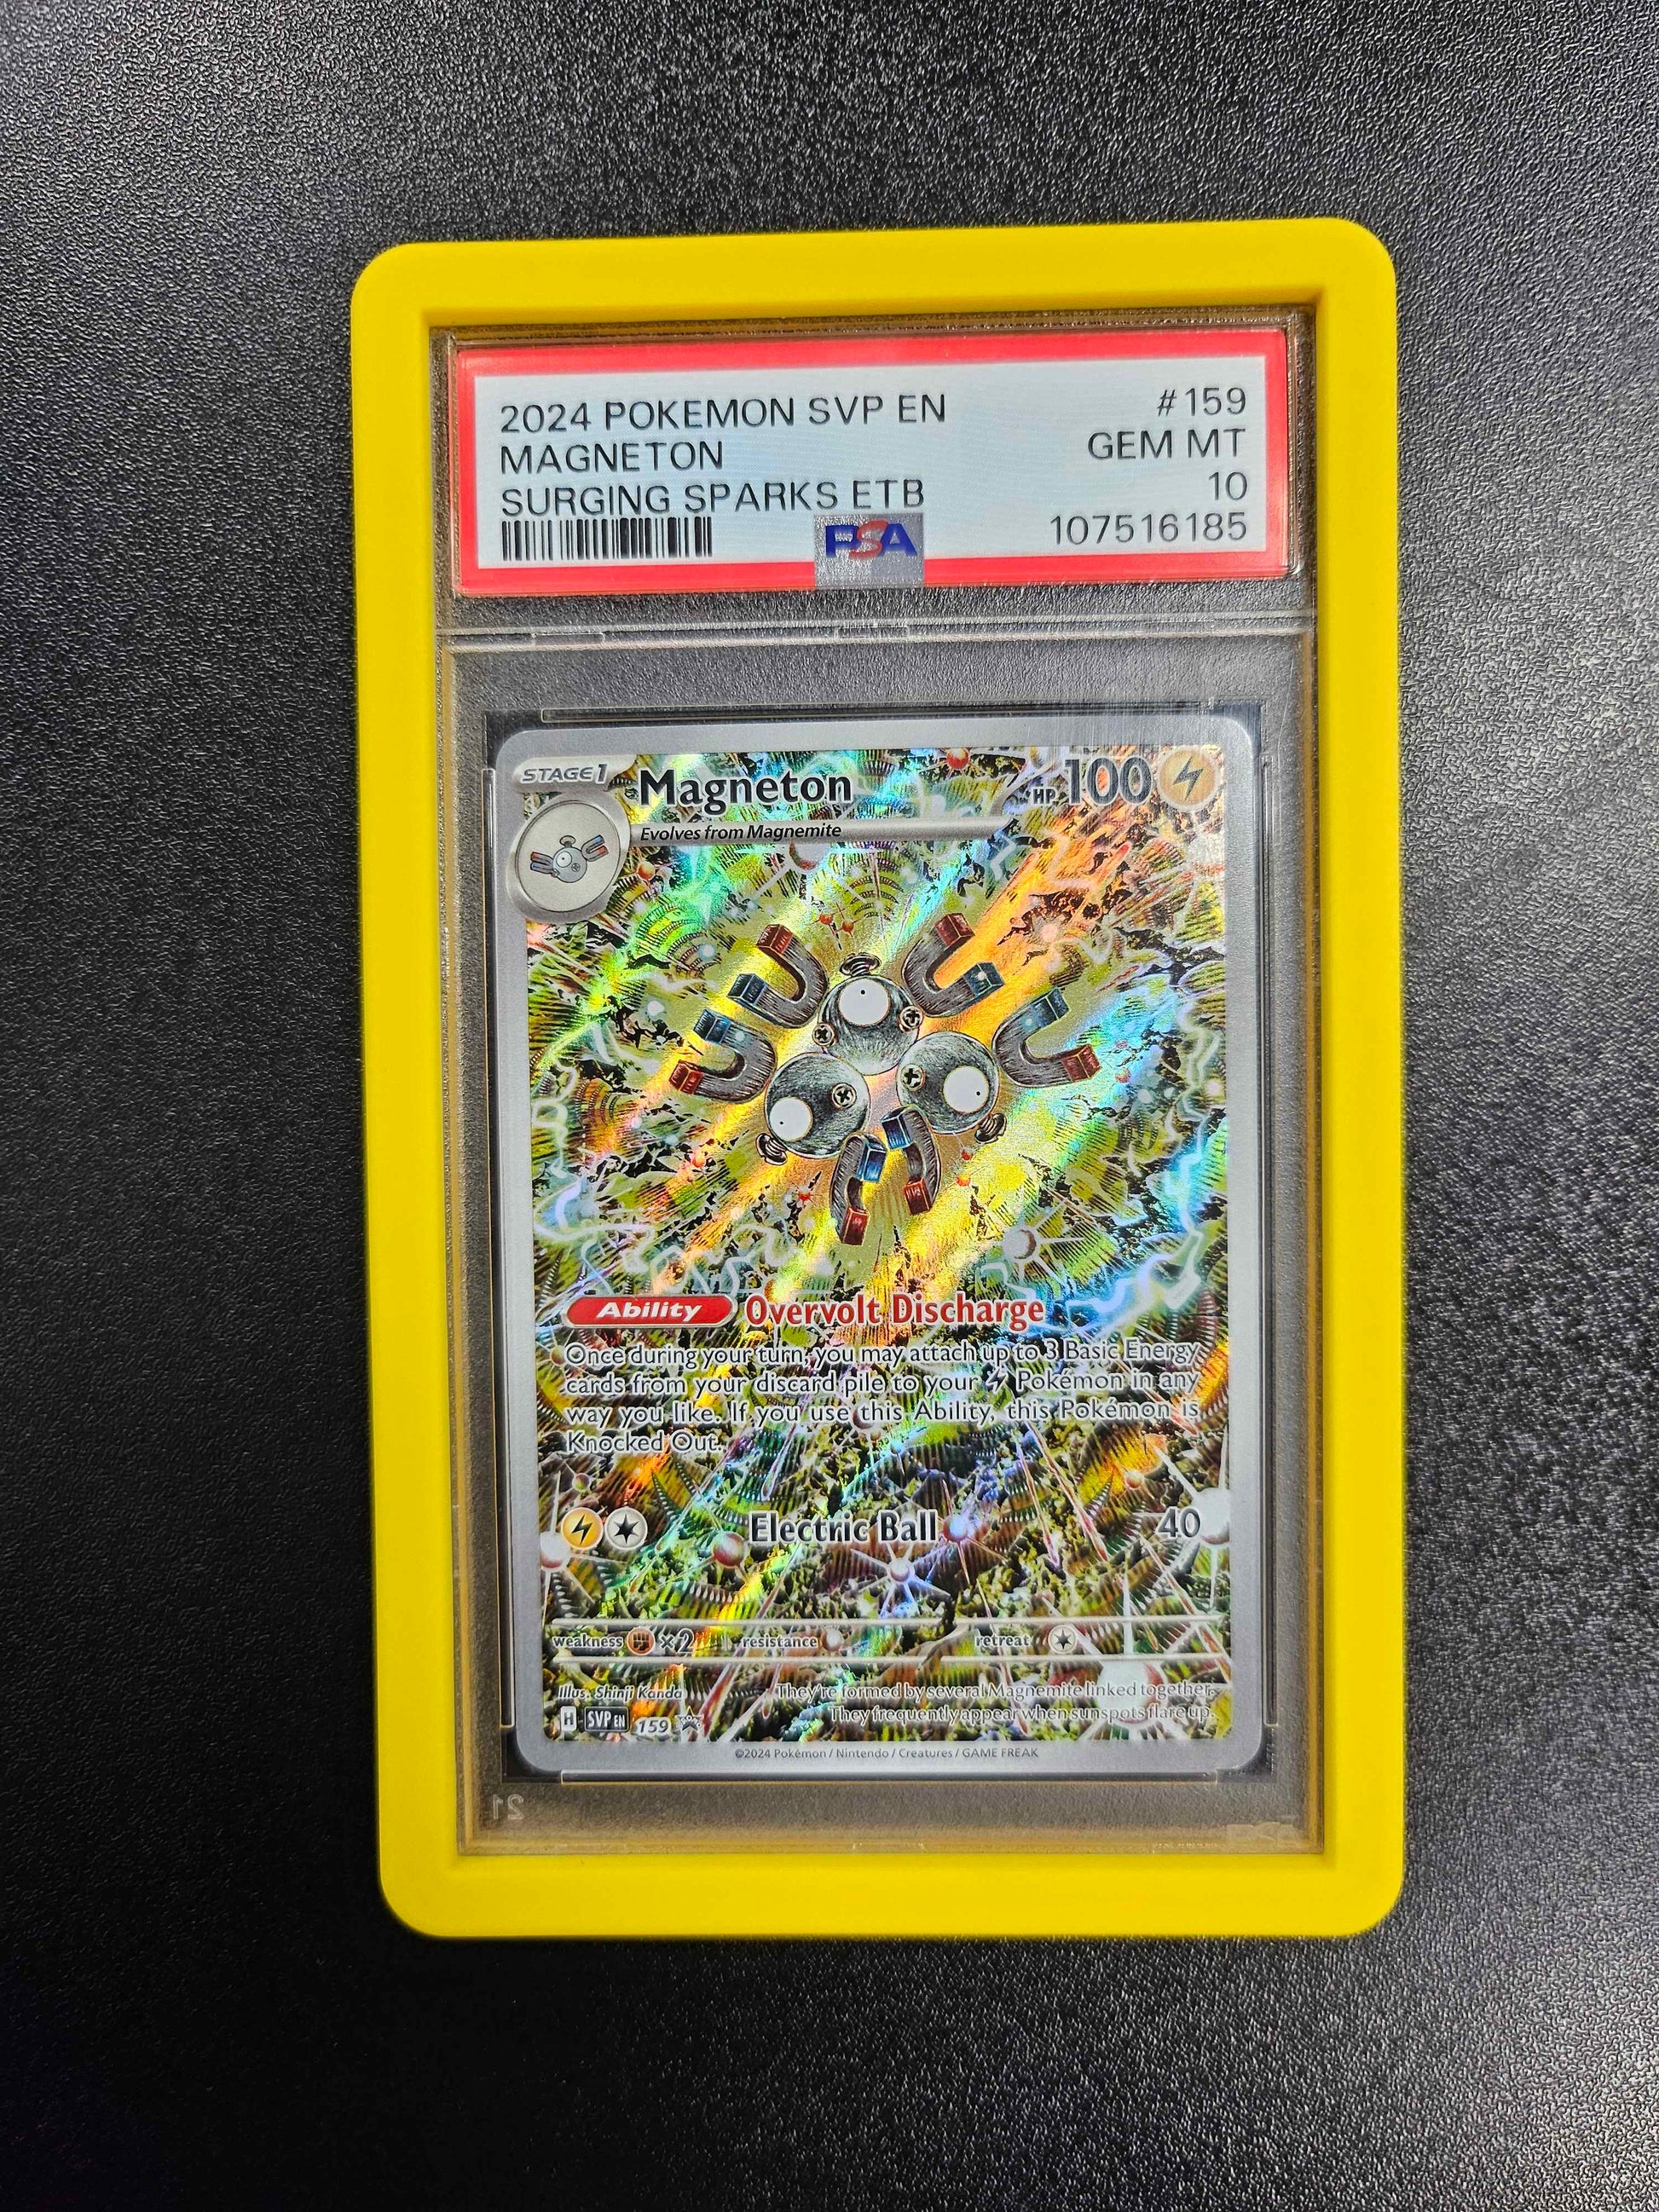 2024 POKEMON SVP EN #159
MAGNETON GEM MT
SURGING SPARKS ETB 10
PSA 107516185
STAGE 1 Magneton HP 100
Evolves from Magnemite
Ability Overvolt Discharge
Once during your turn, you may attach up to 3 Basic Energy
cards from your discard pile to your Pokémon in any
way you like. If you use this Ability, this Pokémon is
Knocked Out.
Electric Ball 40
weakness ×2 resistance retreat
Illus. Shinji Kanda They're formed by several Magnemite linked together.
H SVP EN 159 They frequently appear when sunspots flare up.
©2024 Pokémon / Nintendo / Creatures / GAME FREAK
21